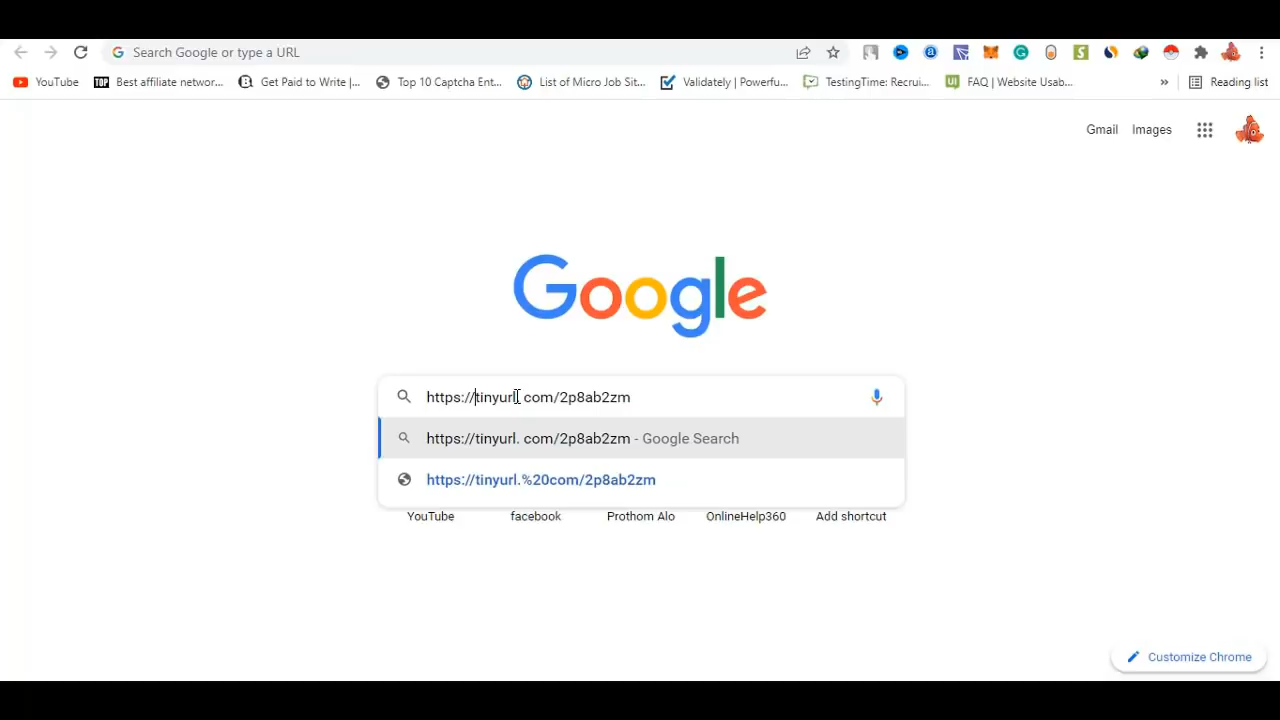 Search Google or type a URL
YouTube TOP Best affiliate networ... Get Paid to Write |... Top 10 Captcha Ent... List of Micro Job Sit... Validately | Powerfu... TestingTime: Recrui... UI FAQ | Website Usab... » Reading list
Gmail Images
Google
https://tinyurl. com/2p8ab2zm
https://tinyurl. com/2p8ab2zm - Google Search
https://tinyurl.%20com/2p8ab2zm
YouTube facebook Prothom Alo OnlineHelp360 Add shortcut
Customize Chrome